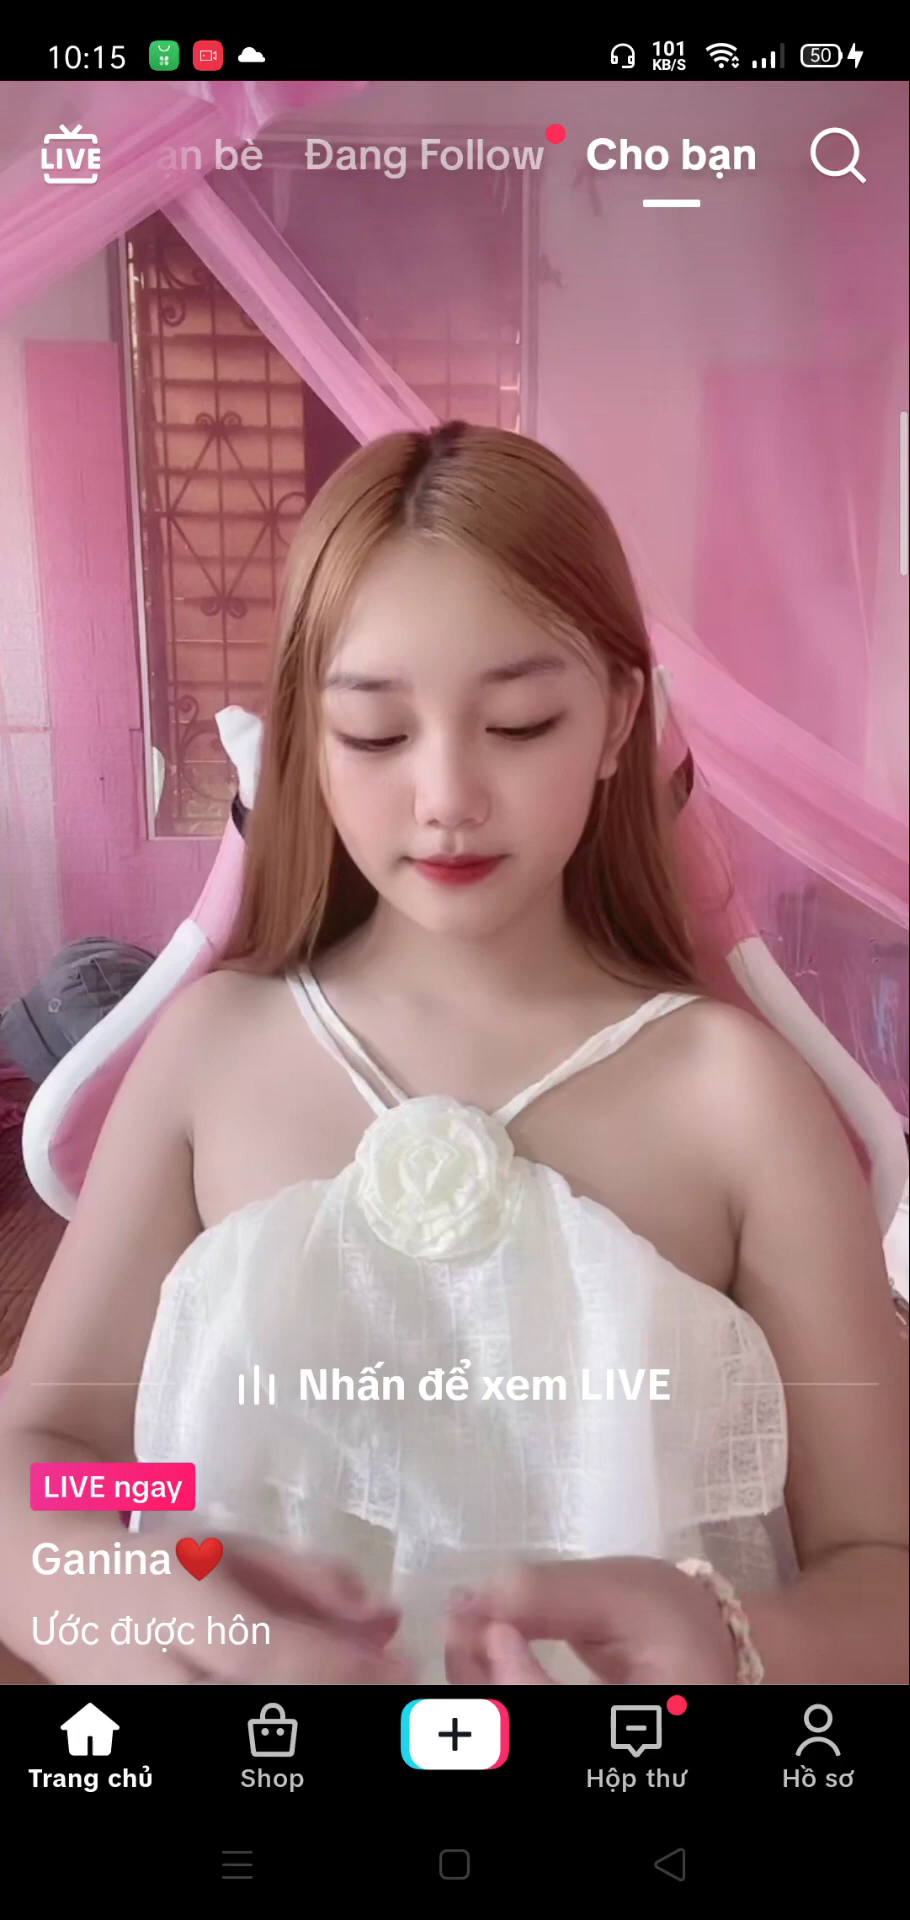 10:15
101
KB/S
50
LIVE
ạn bè
Đang Follow
Cho bạn
Nhấn để xem LIVE
LIVE ngay
Ganina❤️
Ước được hôn
Trang chủ
Shop
Hộp thư
Hồ sơ